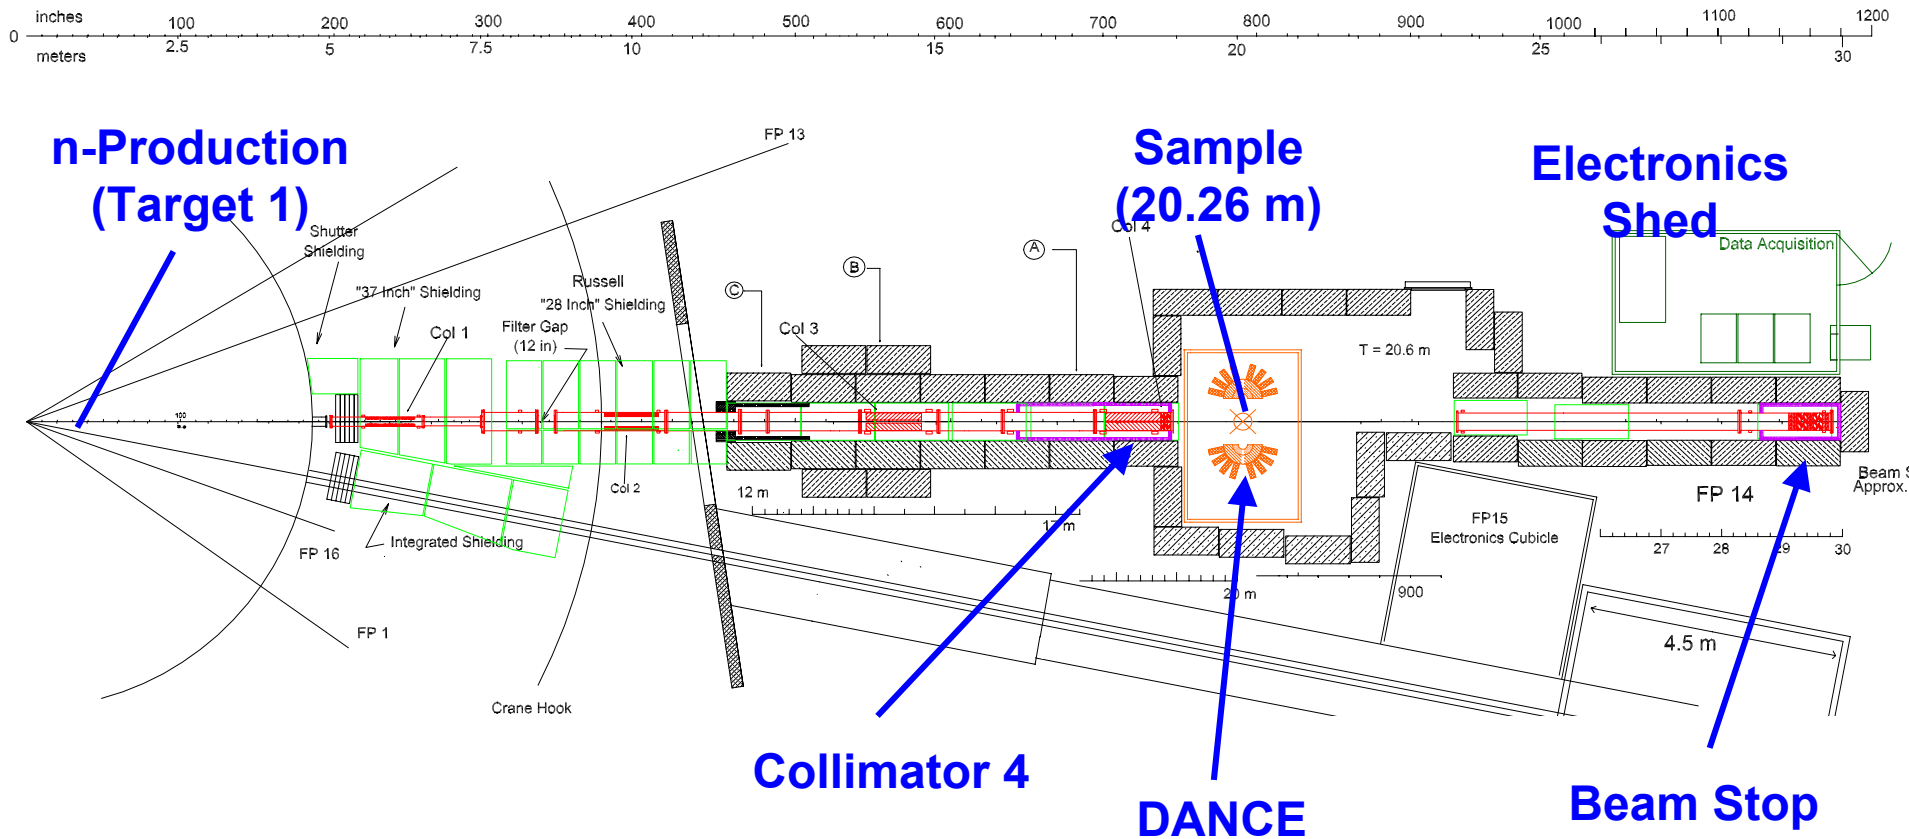 inches 100 200 300 400 500 600 700 800 900 1000 1100 1200
0
meters 2.5 5 7.5 10 15 20 25 30
n-Production
(Target 1)
FP 13
Sample
(20.26 m)
Electronics
Shed
Shutter
Shielding
Col 4
Data Acquisition
"37 Inch" Shielding
Russell
"28 Inch" Shielding
A
B
C
Col 1
Filter Gap
(12 in)
Col 3
T = 20.6 m
100
Col 2
12 m
17 m
FP 14
Beam S
Approx.
FP 16
Integrated Shielding
FP15
Electronics Cubicle
27 28 29 30
20 m
900
FP 1
4.5 m
Crane Hook
Collimator 4
DANCE
Beam Stop